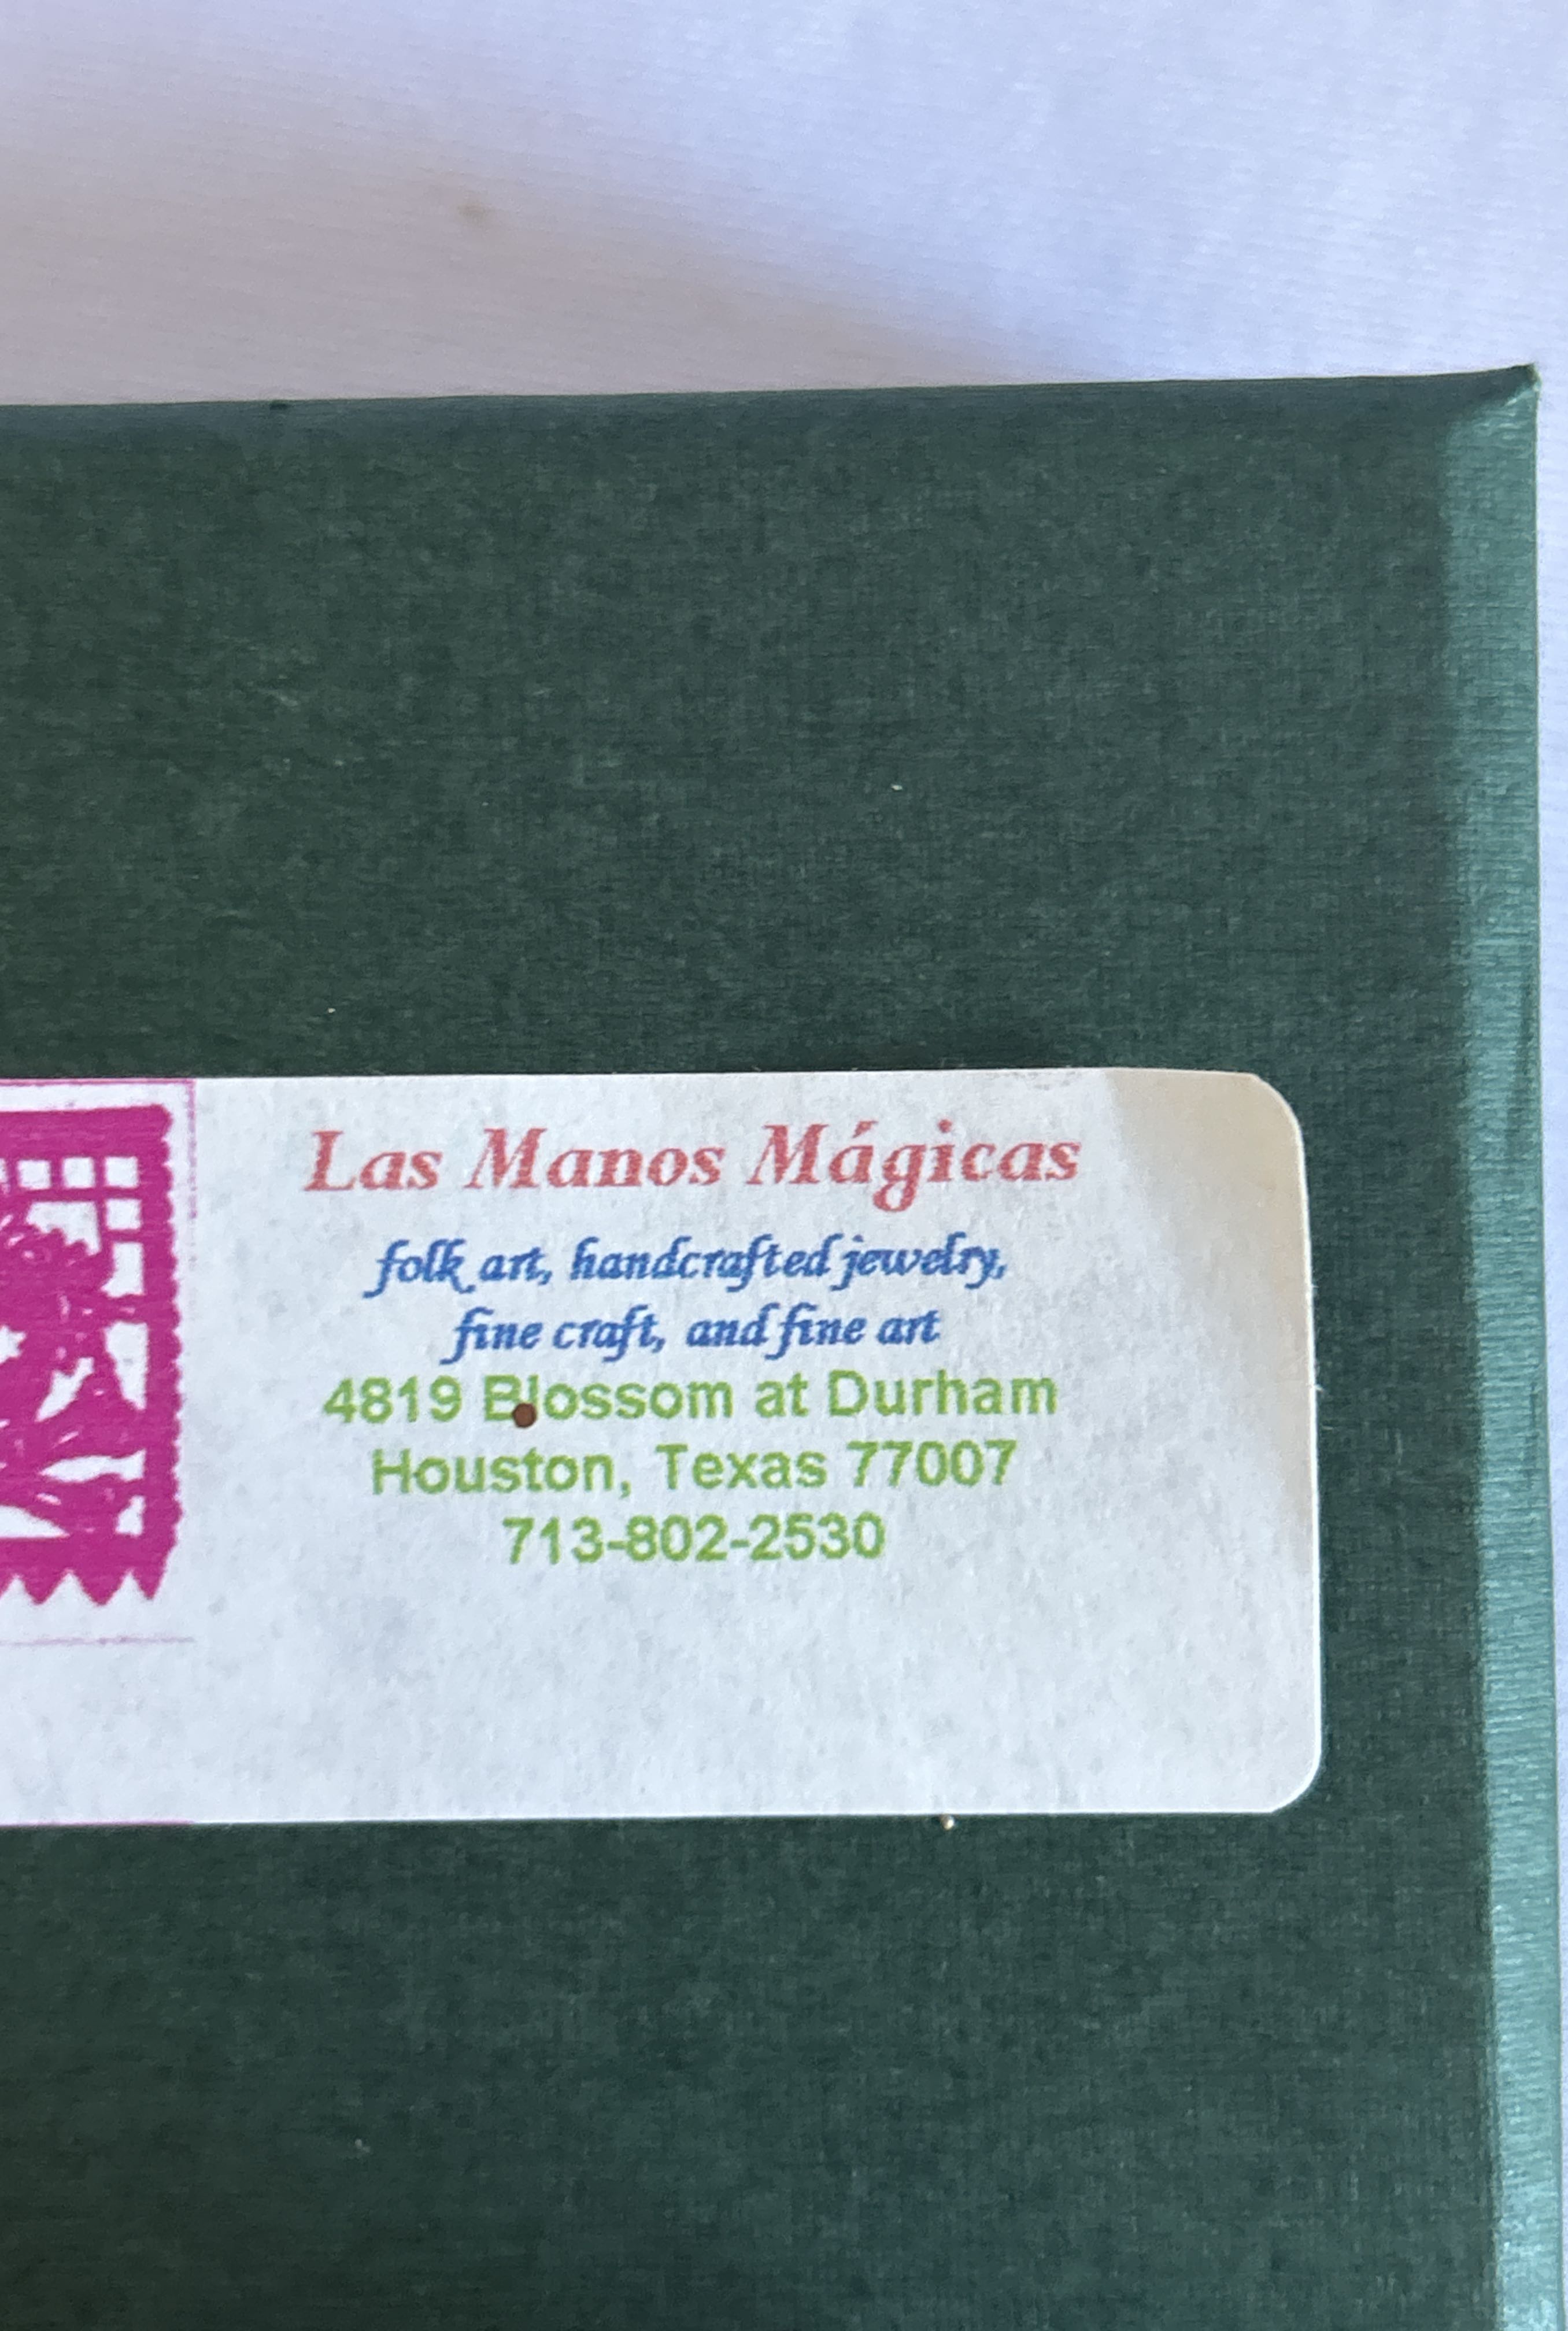 Las Manos Mágicas
folk art, handcrafted jewelry,
fine craft, and fine art
4819 Blossom at Durham
Houston, Texas 77007
713-802-2530